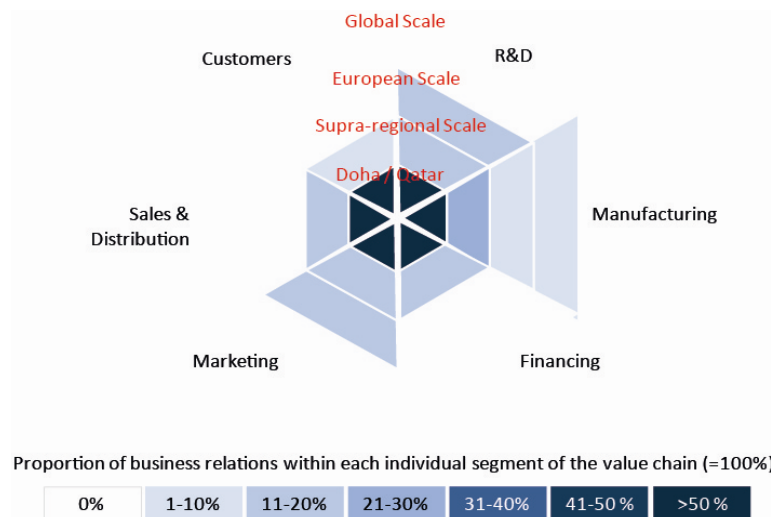 Global Scale
Customers
R&D
European Scale
Supra-regional Scale
Doha / Qatar
Sales &
Distribution
Manufacturing
Marketing
Financing
Proportion of business relations within each individual segment of the value chain (=100%)
0%
1-10%
11-20%
21-30%
31-40%
41-50 %
>50 %